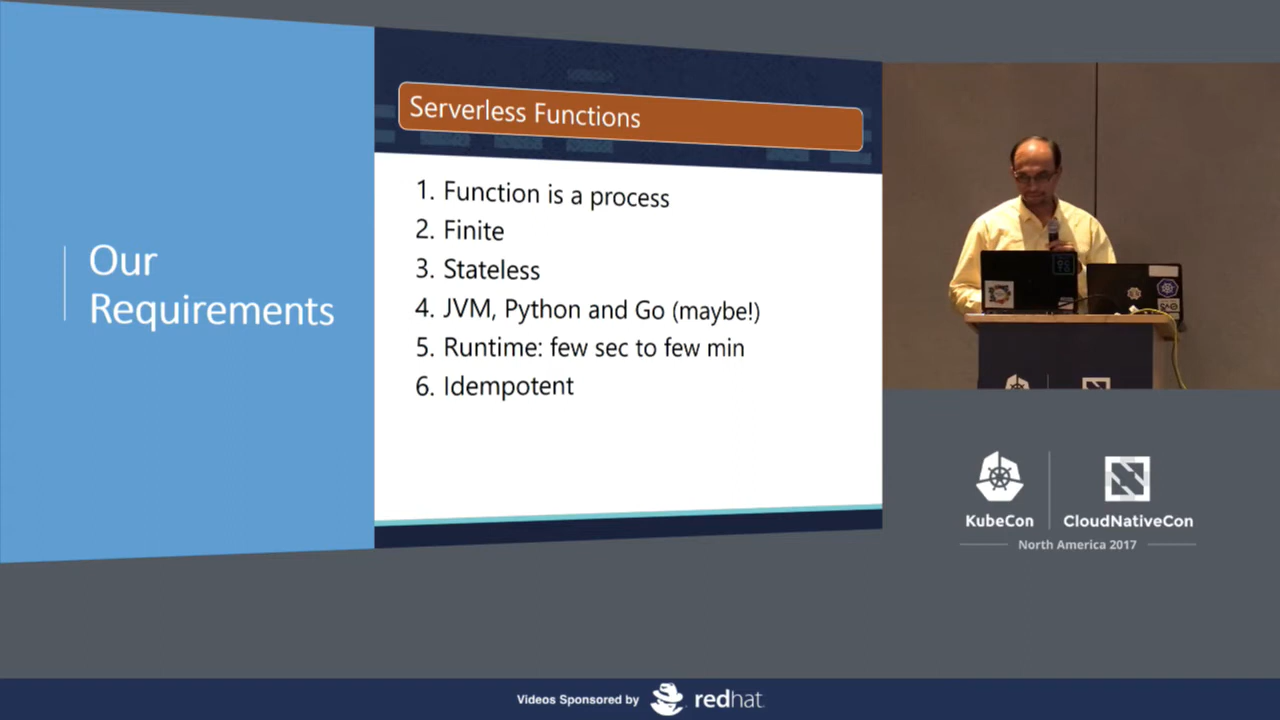 Our
Requirements
Serverless Functions
1. Function is a process
2. Finite
3. Stateless
4. JVM, Python and Go (maybe!)
5. Runtime: few sec to few min
6. Idempotent
KubeCon
CloudNativeCon
North America 2017
Videos Sponsored by
redhat